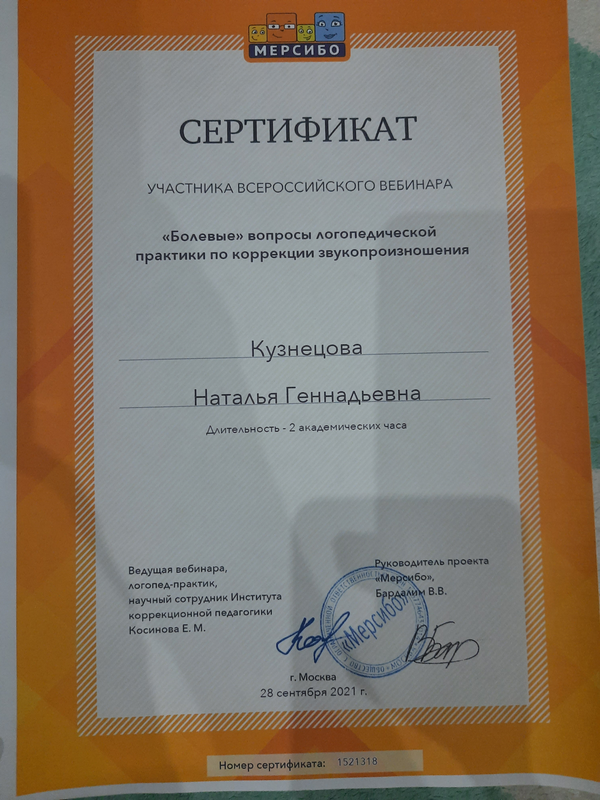 МЕРСИБО
СЕРТИФИКАТ
УЧАСТНИКА ВСЕРОССИЙСКОГО ВЕБИНАРА
«Болевые» вопросы логопедической
практики по коррекции звукопроизношения
Кузнецова
Наталья Геннадьевна
Длительность - 2 академических часа
Ведущая вебинара,
логопед-практик,
научный сотрудник Института
коррекционной педагогики
Косинова Е. М.
Руководитель проекта
«Мерсибо»,
Бардалим В.В.
«Мерсибо»
г. Москва
28 сентября 2021 г.
Номер сертификата: 1521318